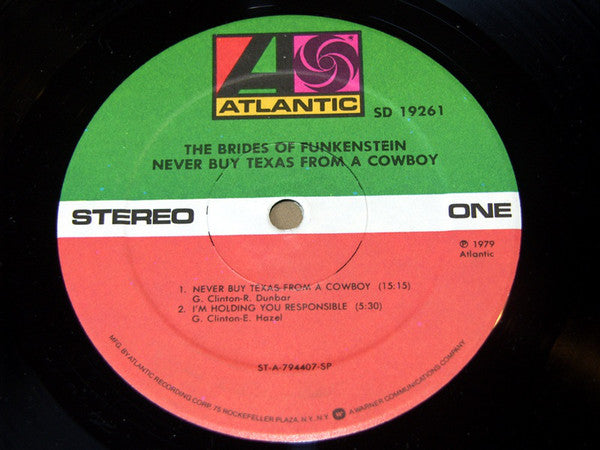 ATLANTIC
SD 19261
THE BRIDES OF FUNKENSTEIN
NEVER BUY TEXAS FROM A COWBOY
STEREO
ONE
℗ 1979
Atlantic
1. NEVER BUY TEXAS FROM A COWBOY (15:15)
G. Clinton-R. Dunbar
2. I'M HOLDING YOU RESPONSIBLE (5:30)
G. Clinton-E. Hazel
ST-A-794407-SP
MFG. BY ATLANTIC RECORDING CORP. 75 ROCKEFELLER PLAZA, N.Y. N.Y. A WARNER COMMUNICATIONS COMPANY